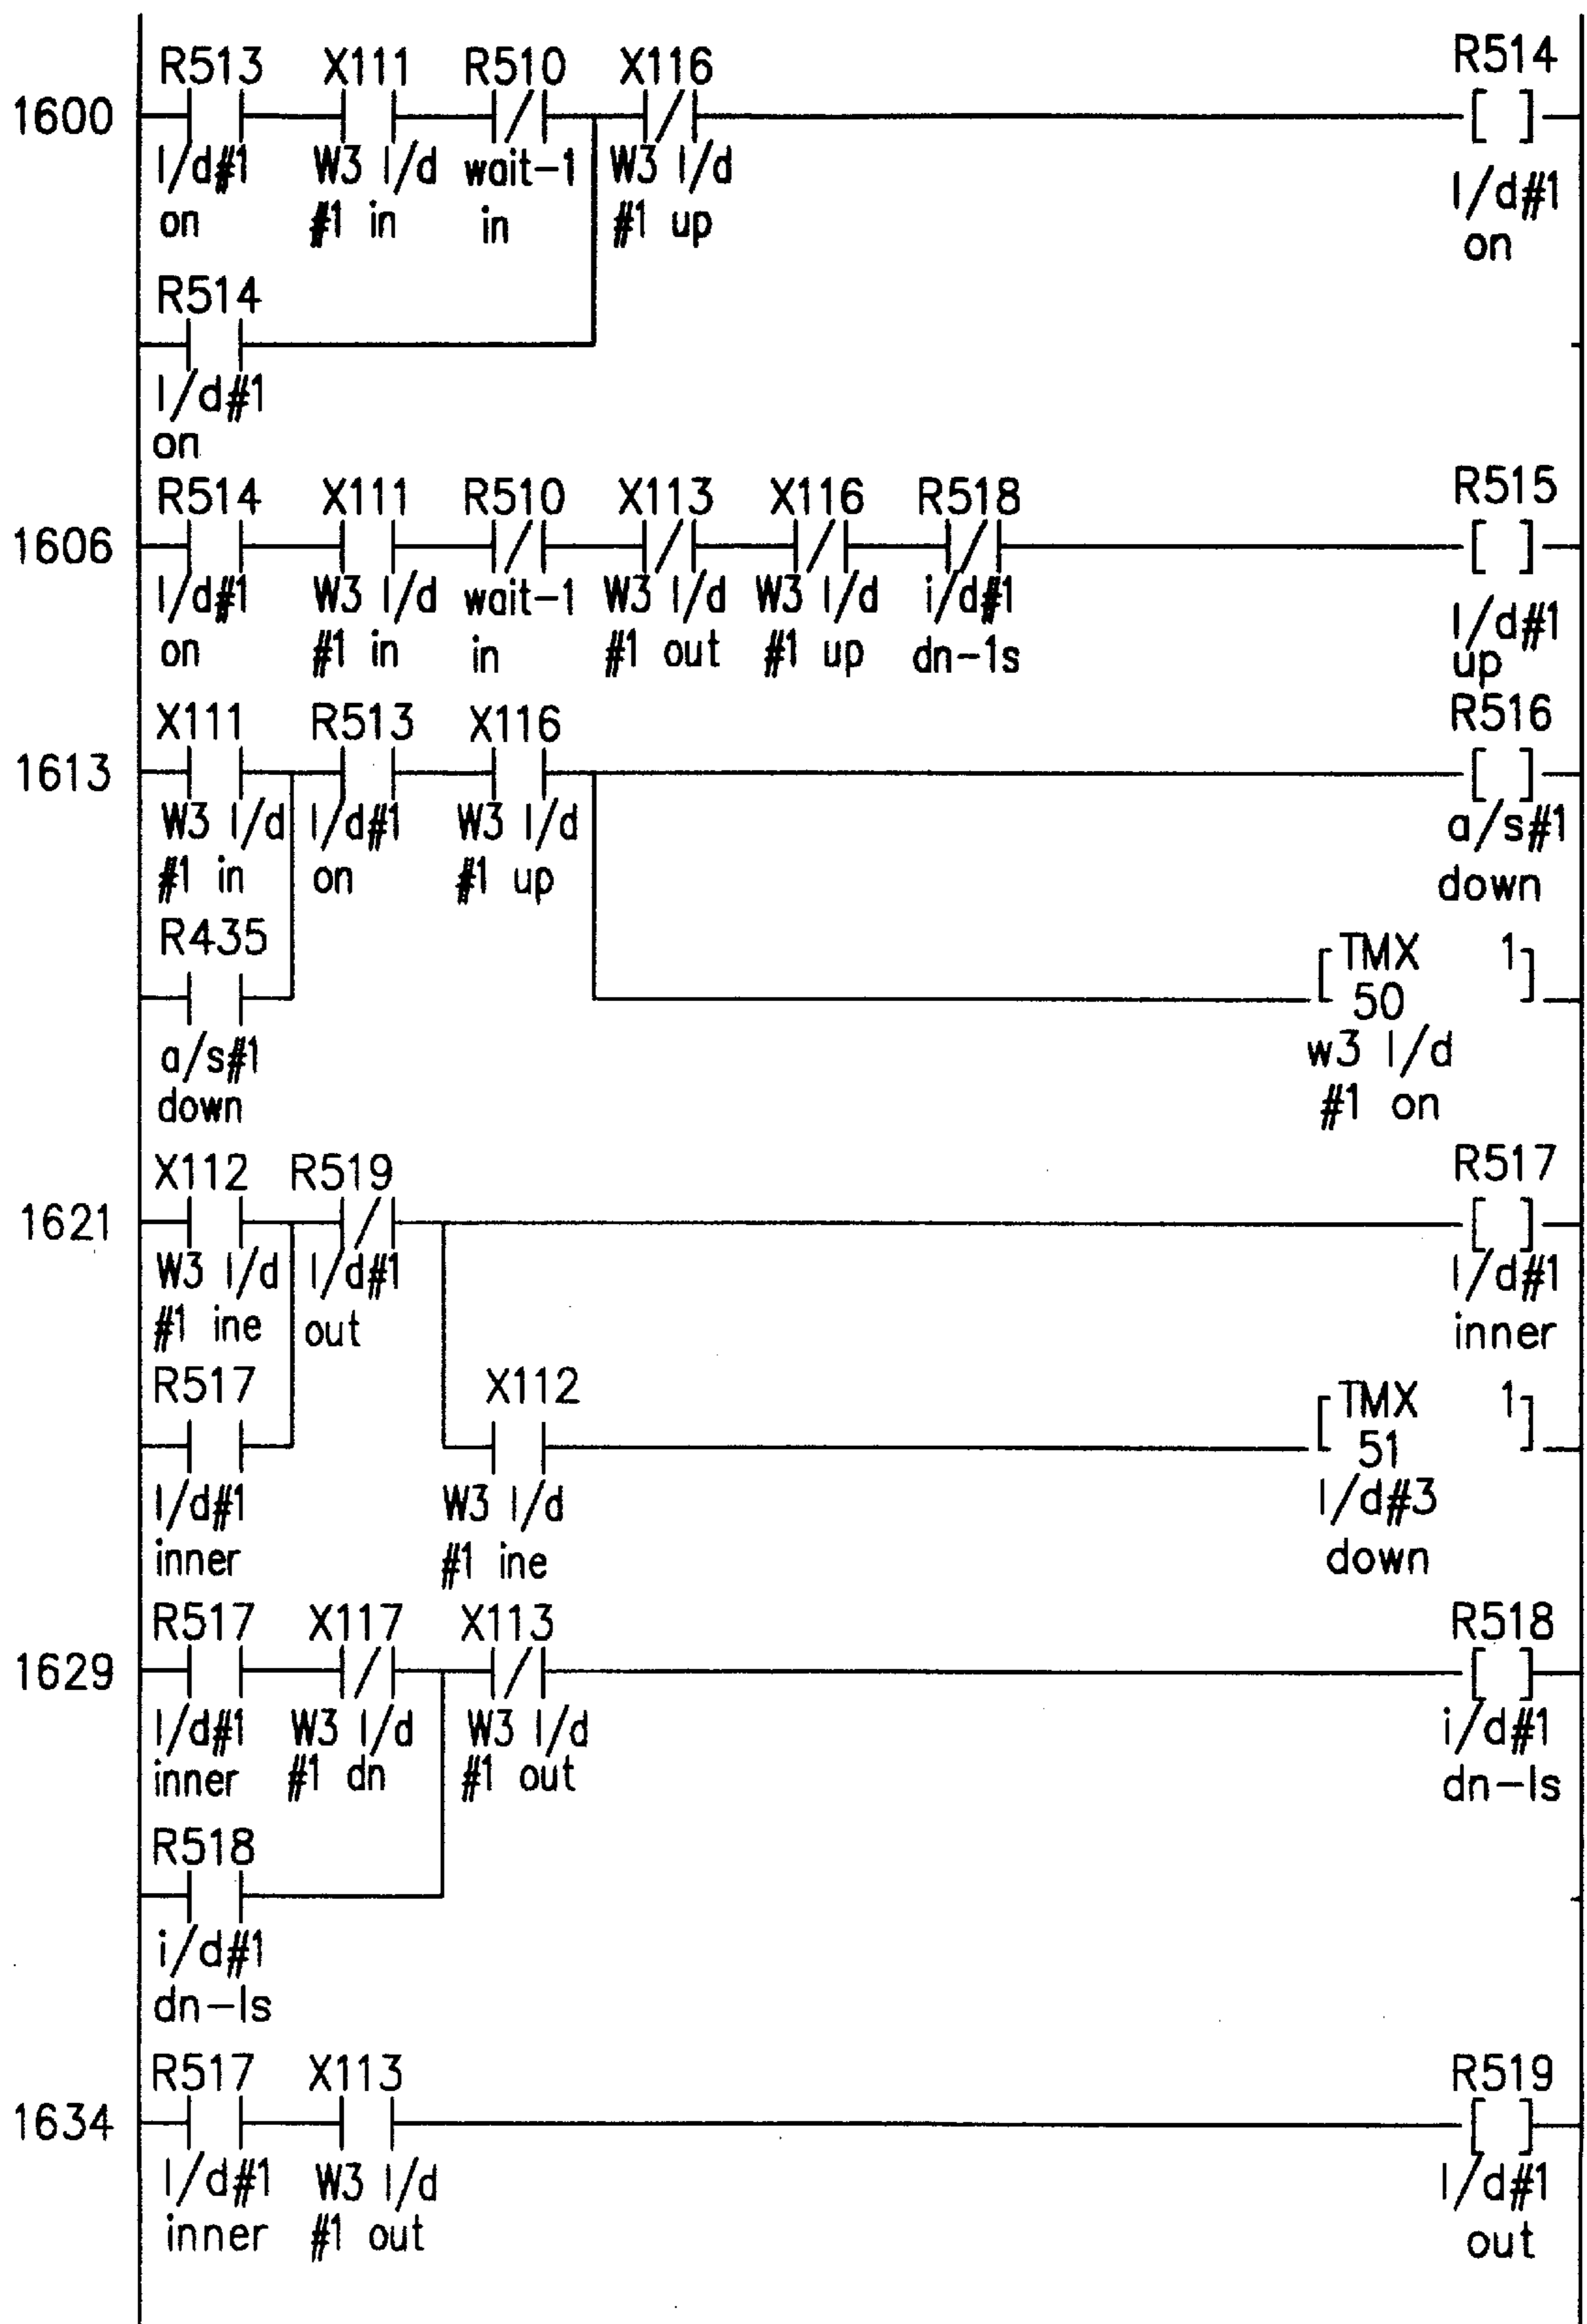 R513 X111 R510 X116 R514
1600
l/d#1 W3 l/d wait-1 W3 l/d l/d#1
on #1 in in #1 up on
R514
l/d#1
on
R514 X111 R510 X113 X116 R518 R515
1606
l/d#1 W3 l/d wait-1 W3 l/d W3 l/d i/d#1 l/d#1
on #1 in in #1 out #1 up dn-1s up
X111 R513 X116 R516
1613
W3 l/d l/d#1 W3 l/d a/s#1
#1 in on #1 up down
R435 TMX 1
50
a/s#1 w3 l/d
down #1 on
X112 R519 R517
1621
W3 l/d l/d#1 l/d#1
#1 ine out inner
R517 X112 TMX 1
51
l/d#1 W3 l/d l/d#3
inner #1 ine down
R517 X117 X113 R518
1629
l/d#1 W3 l/d W3 l/d i/d#1
inner #1 dn #1 out dn-ls
R518
i/d#1
dn-ls
R517 X113 R519
1634
l/d#1 W3 l/d l/d#1
inner #1 out out